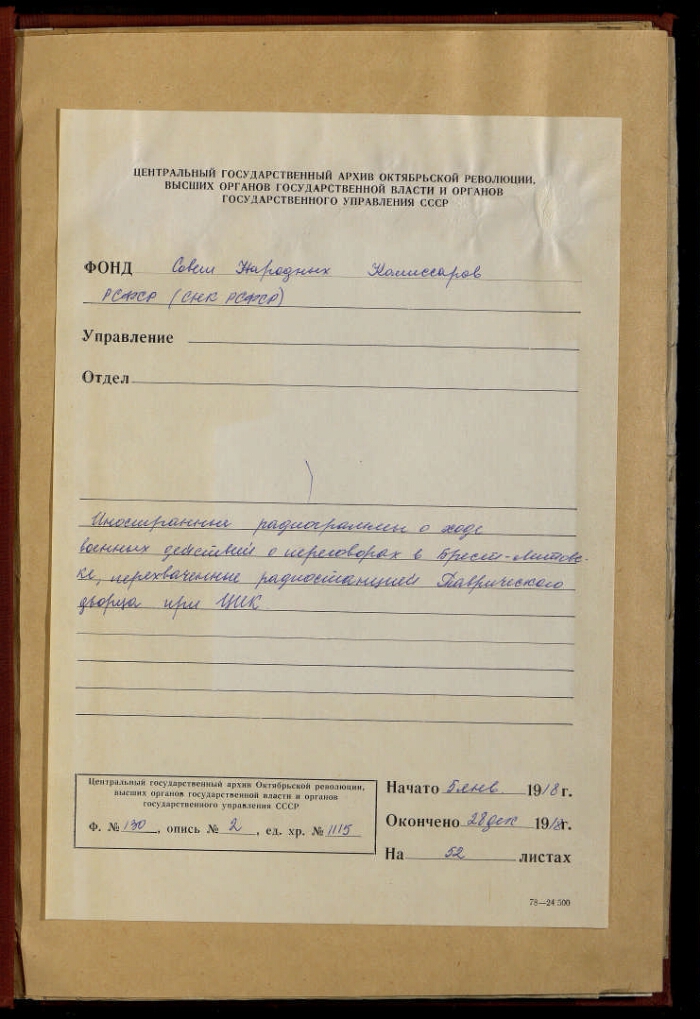 ЦЕНТРАЛЬНЫЙ ГОСУДАРСТВЕННЫЙ АРХИВ ОКТЯБРЬСКОЙ РЕВОЛЮЦИИ,
ВЫСШИХ ОРГАНОВ ГОСУДАРСТВЕННОЙ ВЛАСТИ И ОРГАНОВ
ГОСУДАРСТВЕННОГО УПРАВЛЕНИЯ СССР
ФОНД Совет Народных Комиссаров
РСФСР (СНК РСФСР)
Управление
Отдел
Иностранные радиограммы о ходе
военных действий о переговорах в Брест-Литовс-
ке, перехваченные радиостанцией Таврического
дворца при ЦИК.
Центральный государственный архив Октябрьской революции,
высших органов государственной власти и органов
государственного управления СССР
Ф. № 130, опись № 2, ед. хр. № 1115
Начато 5 янв 1918 г.
Окончено 28 дек 1918 г.
На 52 листах
78—24 500